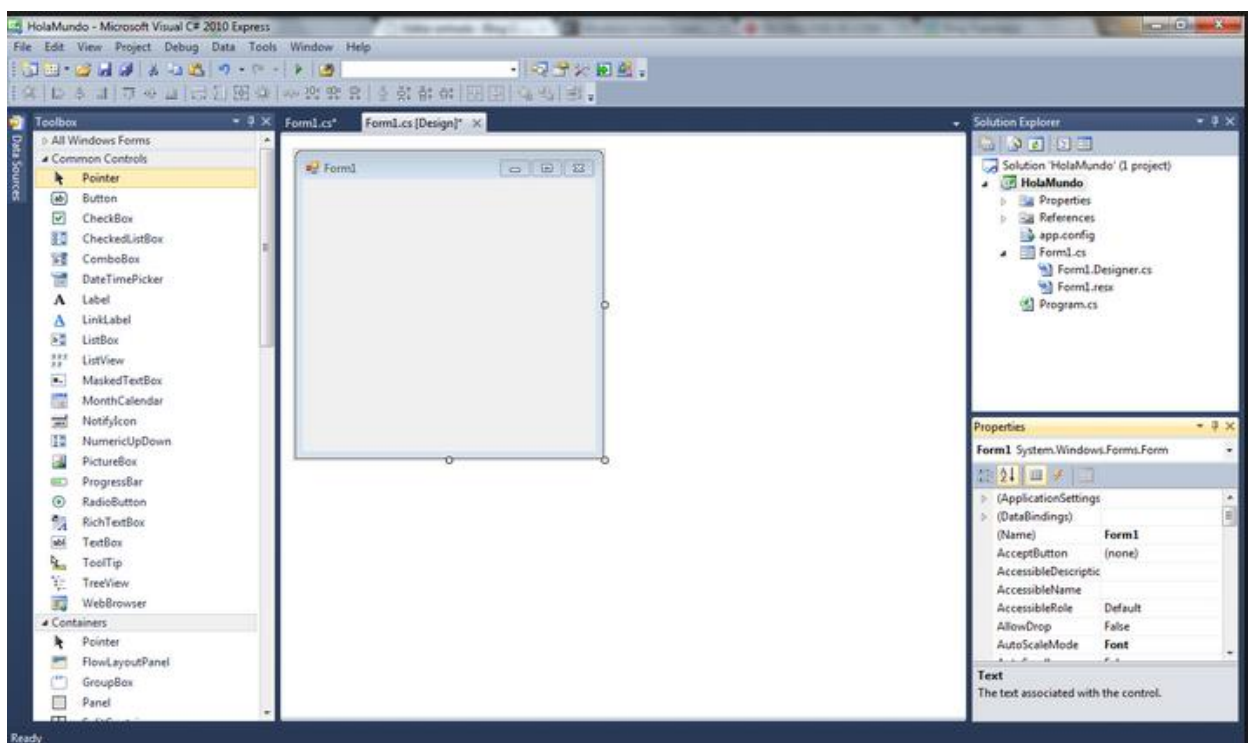 HolaMundo - Microsoft Visual C# 2010 Express
File Edit View Project Debug Data Tools Window Help
Data Sources
Toolbox
All Windows Forms
Common Controls
Pointer
Button
CheckBox
CheckedListBox
ComboBox
DateTimePicker
Label
LinkLabel
ListBox
ListView
MaskedTextBox
MonthCalendar
NotifyIcon
NumericUpDown
PictureBox
ProgressBar
RadioButton
RichTextBox
TextBox
ToolTip
TreeView
WebBrowser
Containers
Pointer
FlowLayoutPanel
GroupBox
Panel
Form1.cs* Form1.cs [Design]*
Form1
Solution Explorer
Solution 'HolaMundo' (1 project)
HolaMundo
Properties
References
app.config
Form1.cs
Form1.Designer.cs
Form1.resx
Program.cs
Properties
Form1 System.Windows.Forms.Form
(ApplicationSettings
(DataBindings)
(Name) Form1
AcceptButton (none)
AccessibleDescriptic
AccessibleName
AccessibleRole Default
AllowDrop False
AutoScaleMode Font
Text
The text associated with the control.
Ready